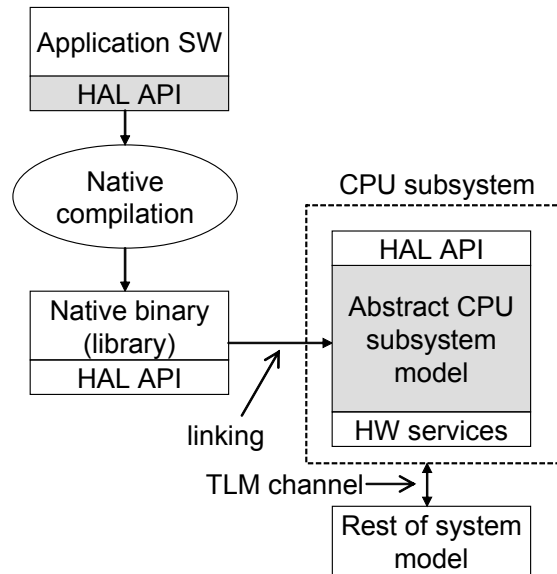 Application SW
HAL API
Native
compilation
Native binary
(library)
HAL API
linking
CPU subsystem
HAL API
Abstract CPU
subsystem
model
HW services
TLM channel
Rest of system
model